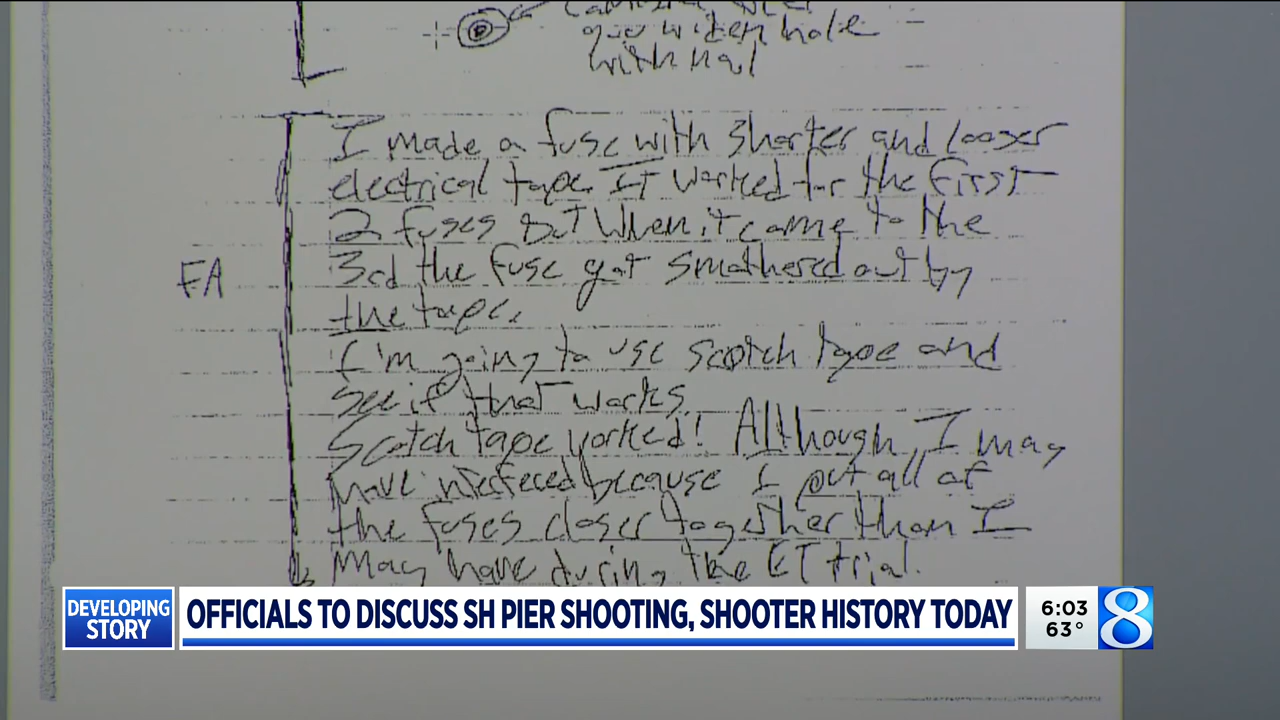 you widen hole
with nail
I made a fuse with shorter and looser
electrical tape. It worked for the first
2 fuses but when it came to the
3rd the fuse got smothered out by
the tape.
FA
I'm going to use scotch tape and
see if that works.
Scotch tape worked! Although, I may
have because I put all of
the fuses closer together than I
may have during the ET trial.
DEVELOPING
STORY
OFFICIALS TO DISCUSS SH PIER SHOOTING, SHOOTER HISTORY TODAY
6:03
63°
8